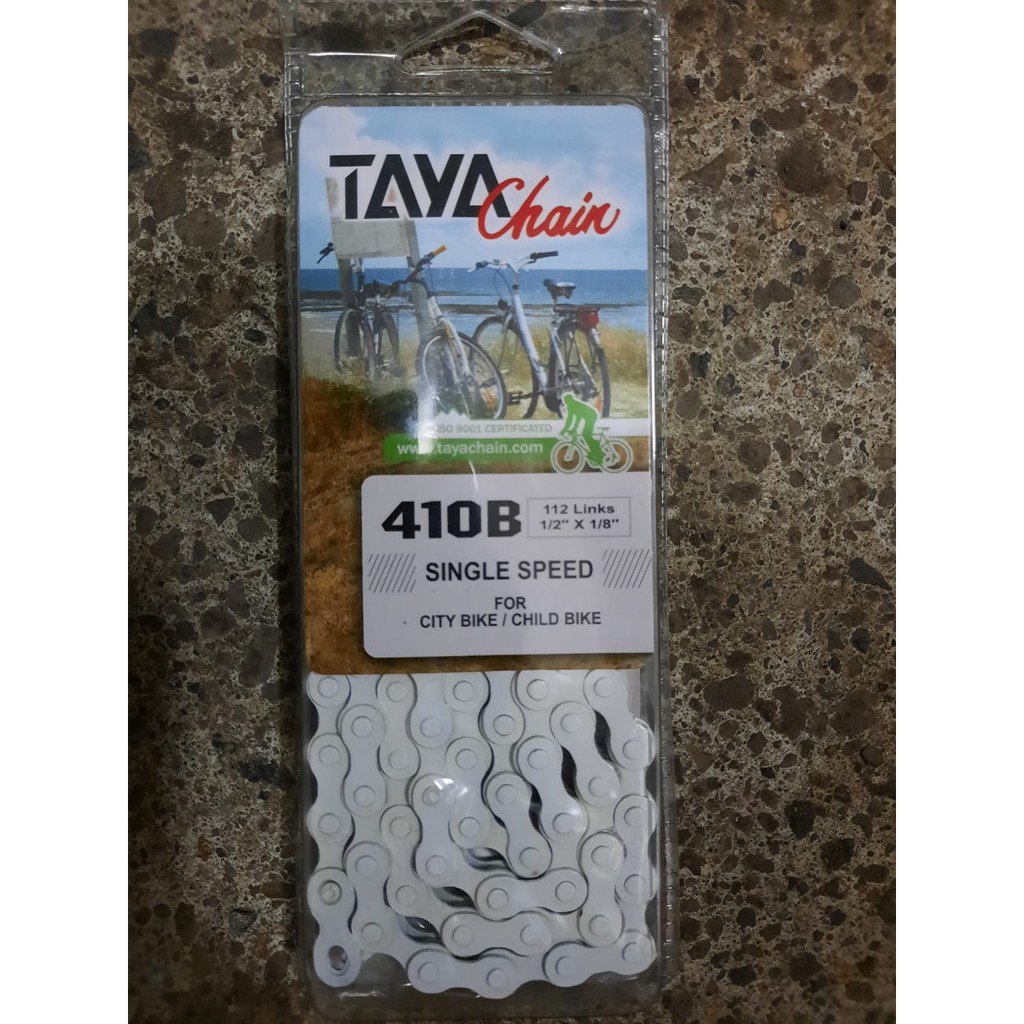 TAYA Chain
ISO 9001 CERTIFICATED
www.tayachain.com
410B
112 Links
1/2" X 1/8"
SINGLE SPEED
FOR
CITY BIKE / CHILD BIKE